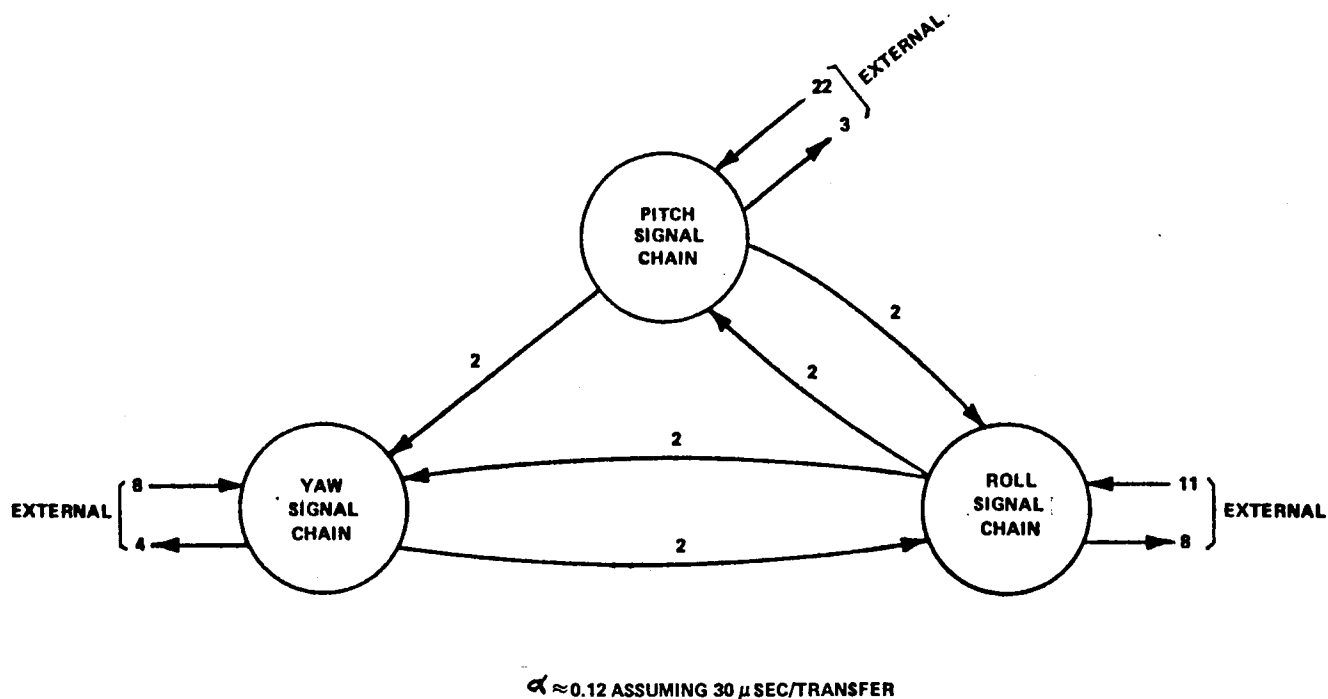 EXTERNAL
22
3
PITCH
SIGNAL
CHAIN
2
2
2
2
2
EXTERNAL
8
4
YAW
SIGNAL
CHAIN
ROLL
SIGNAL
CHAIN
11
8
EXTERNAL
α ≈ 0.12 ASSUMING 30 μ SEC/TRANSFER